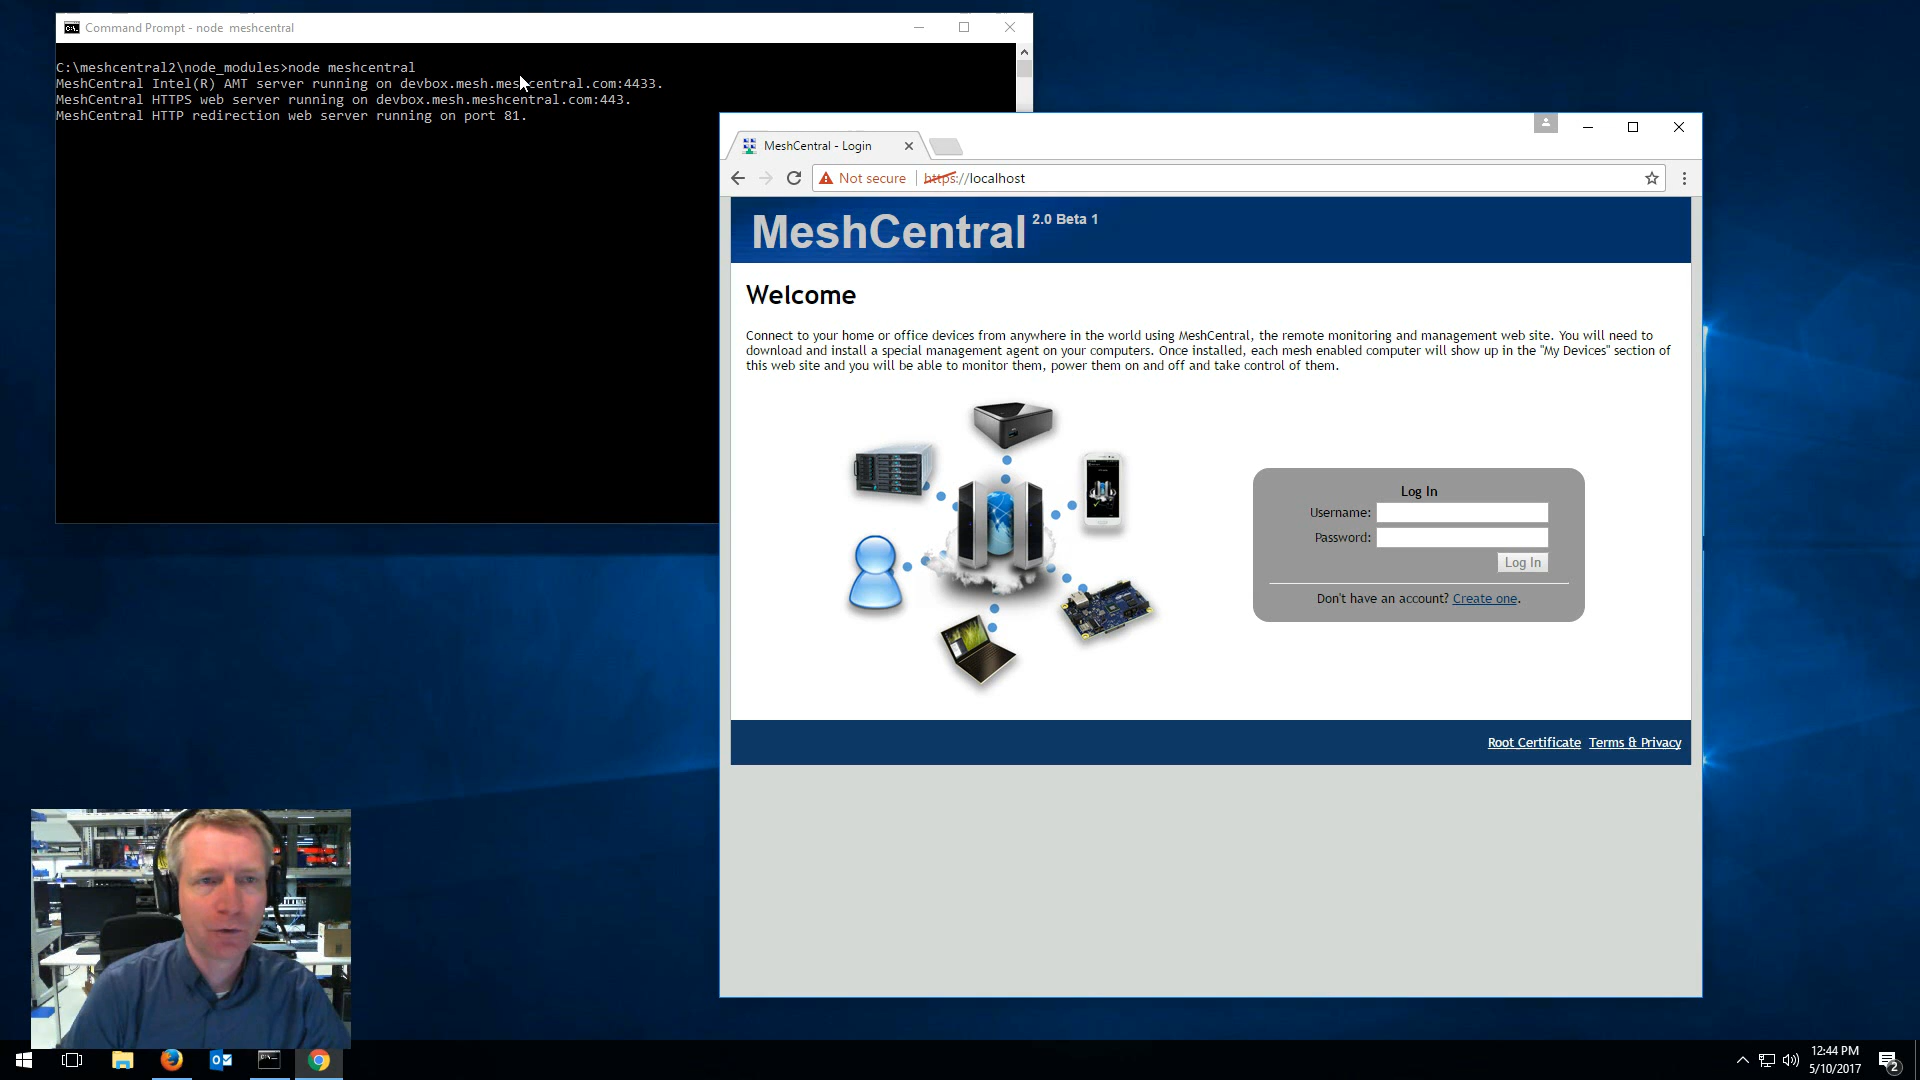 Command Prompt - node  meshcentral
C:\meshcentral2\node_modules>node meshcentral
MeshCentral Intel(R) AMT server running on devbox.mesh.meshcentral.com:4433.
MeshCentral HTTPS web server running on devbox.mesh.meshcentral.com:443.
MeshCentral HTTP redirection web server running on port 81.
MeshCentral - Login
Not secure https://localhost
MeshCentral 2.0 Beta 1
Welcome
Connect to your home or office devices from anywhere in the world using MeshCentral, the remote monitoring and management web site. You will need to
download and install a special management agent on your computers. Once installed, each mesh enabled computer will show up in the "My Devices" section of
this web site and you will be able to monitor them, power them on and off and take control of them.
Log In
Username:
Password:
Log In
Don't have an account? Create one.
Root Certificate Terms & Privacy
12:44 PM
5/10/2017
2